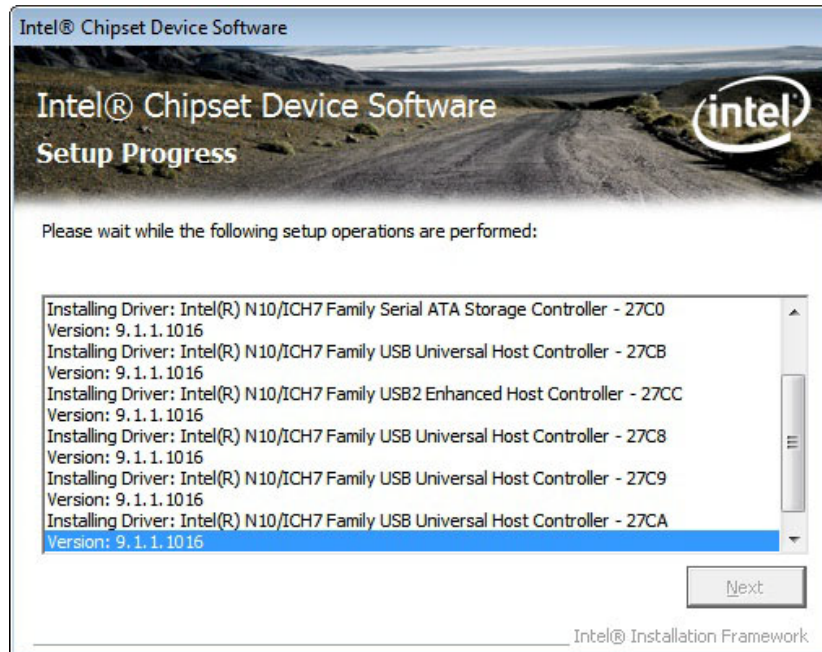 Intel® Chipset Device Software
Intel® Chipset Device Software
intel
Setup Progress
Please wait while the following setup operations are performed:
Installing Driver: Intel(R) N10/ICH7 Family Serial ATA Storage Controller - 27C0
Version: 9.1.1.1016
Installing Driver: Intel(R) N10/ICH7 Family USB Universal Host Controller - 27CB
Version: 9.1.1.1016
Installing Driver: Intel(R) N10/ICH7 Family USB2 Enhanced Host Controller - 27CC
Version: 9.1.1.1016
Installing Driver: Intel(R) N10/ICH7 Family USB Universal Host Controller - 27C8
Version: 9.1.1.1016
Installing Driver: Intel(R) N10/ICH7 Family USB Universal Host Controller - 27C9
Version: 9.1.1.1016
Installing Driver: Intel(R) N10/ICH7 Family USB Universal Host Controller - 27CA
Version: 9.1.1.1016
Next
Intel® Installation Framework